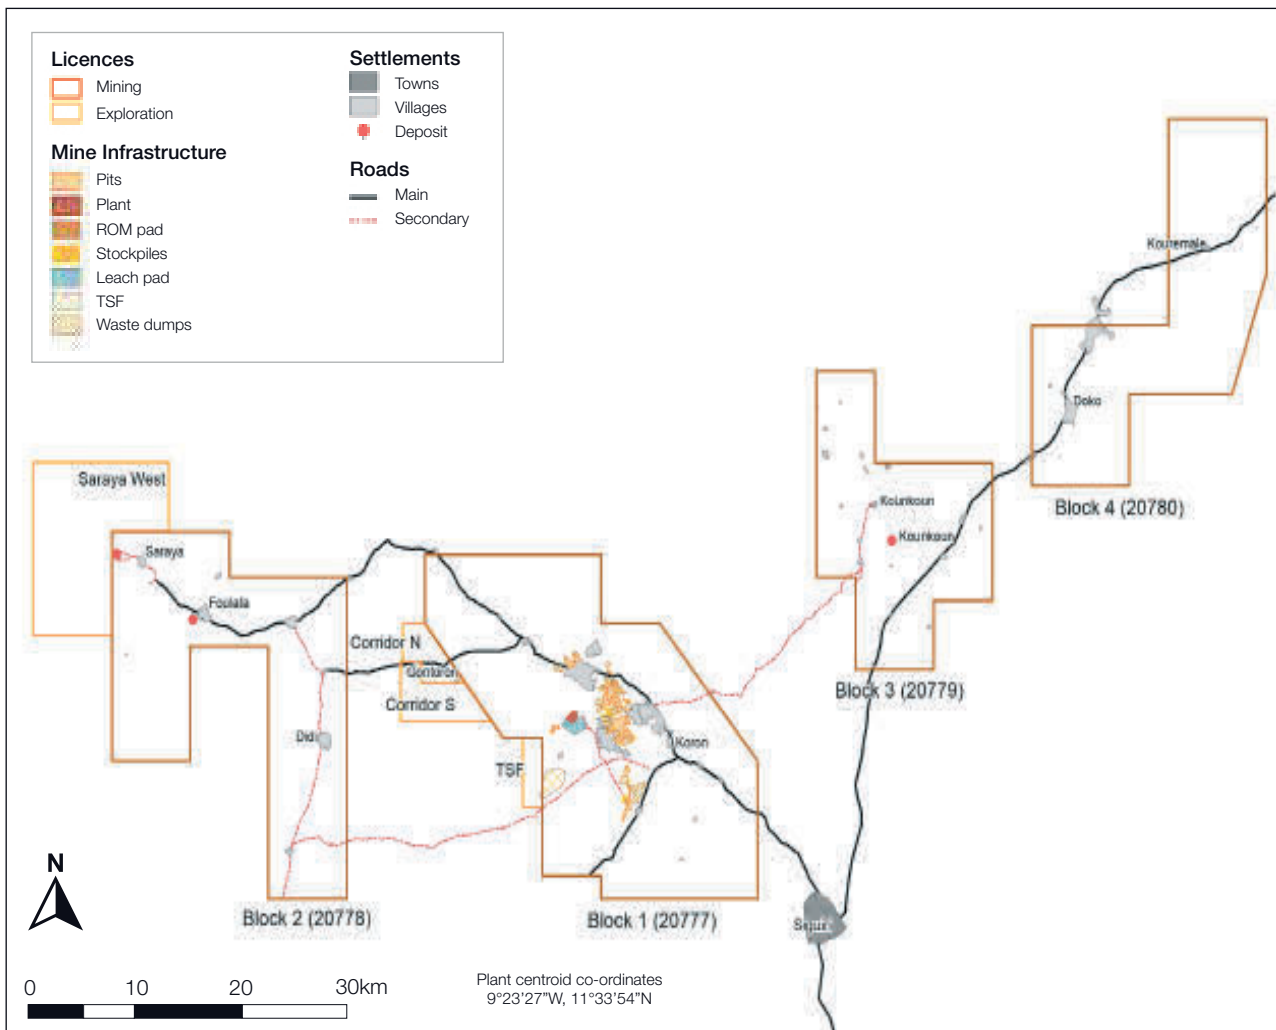 Licences
Mining
Exploration
Mine Infrastructure
Pits
Plant
ROM pad
Stockpiles
Leach pad
TSF
Waste dumps
Settlements
Towns
Villages
Deposit
Roads
Main
Secondary
Kouremale
Doko
Block 4 (20780)
Kounkoun
Kounkoun
Block 3 (20779)
Saraya West
Saraya
Foulata
Corridor N
Corridor S
Didi
TSF
Koron
Block 2 (20778)
Block 1 (20777)
Siguiri
N
0 10 20 30km
Plant centroid co-ordinates
9°23'27"W, 11°33'54"N